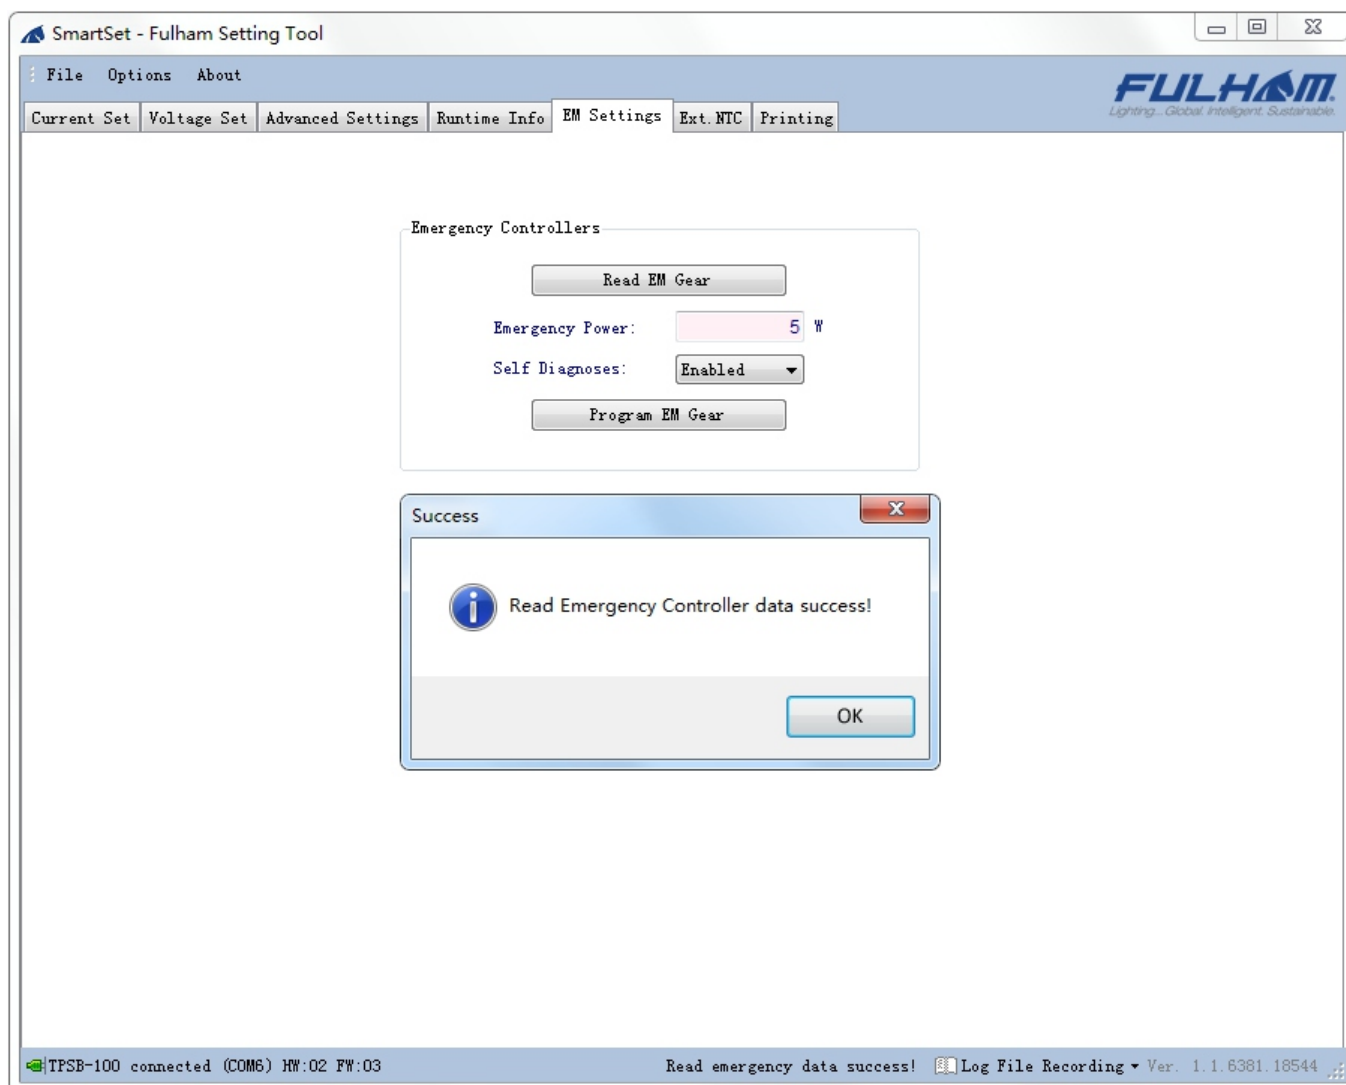 SmartSet - Fulham Setting Tool
File Options About
FULHAM
Lighting...Global. Intelligent. Sustainable.
Current Set Voltage Set Advanced Settings Runtime Info EM Settings Ext.NTC Printing
Emergency Controllers
Read EM Gear
Emergency Power: 5 W
Self Diagnoses: Enabled
Program EM Gear
Success
Read Emergency Controller data success!
OK
TPSB-100 connected (COM6) HW:02 FW:03 Read emergency data success! Log File Recording Ver. 1.1.6381.18544